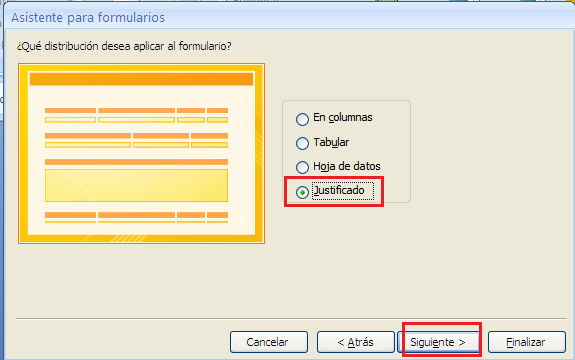 Asistente para formularios
¿Qué distribución desea aplicar al formulario?
En columnas
Tabular
Hoja de datos
Justificado
Cancelar
< Atrás
Siguiente >
Finalizar